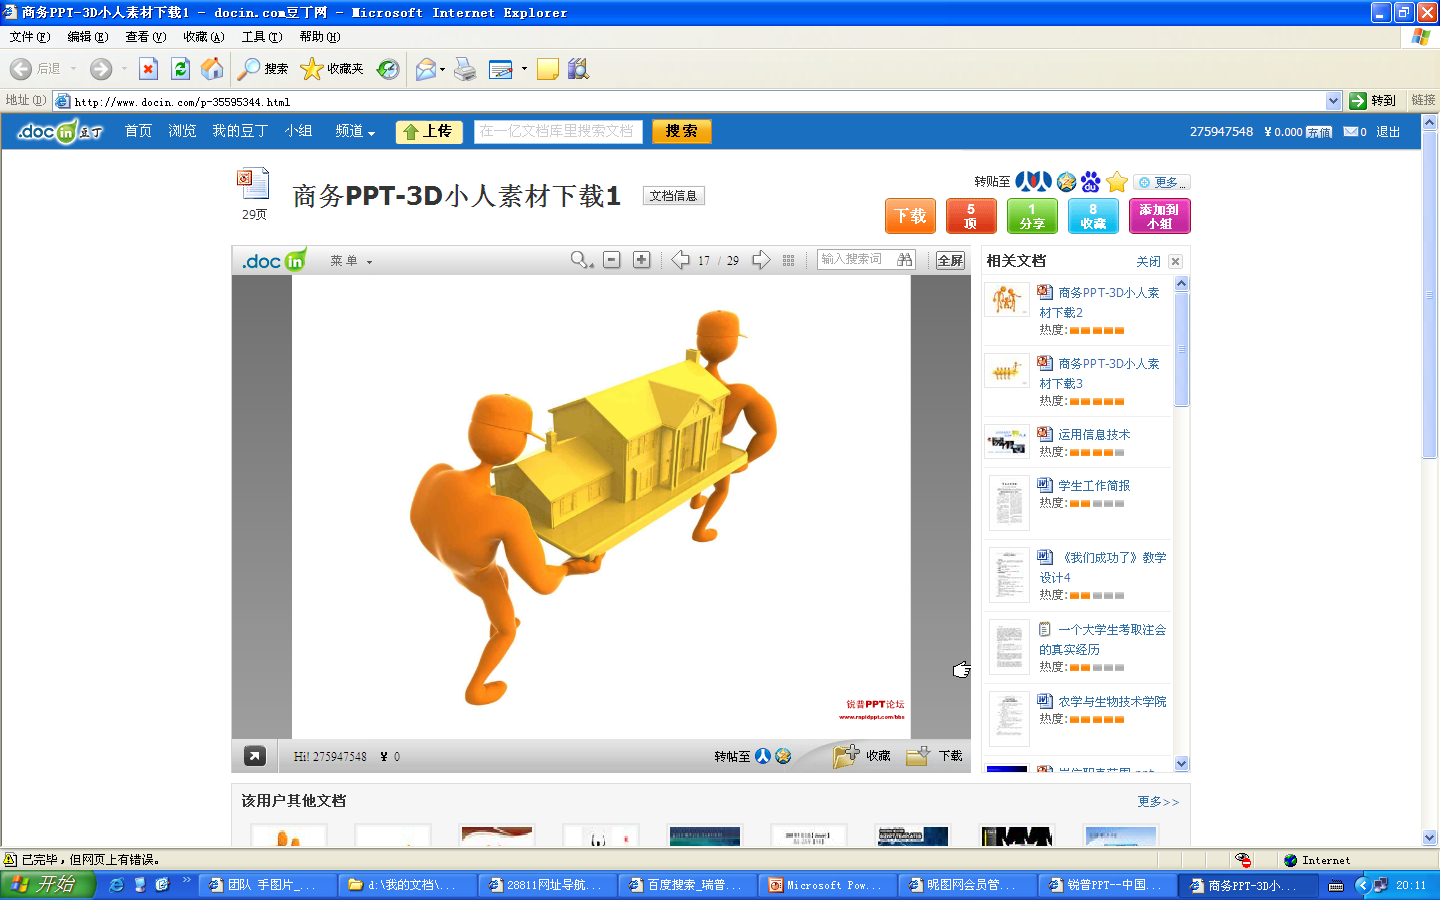 商务PPT-3D小人素材下载1 - docin.com豆丁网 - Microsoft Internet Explorer
文件(F) 编辑(E) 查看(V) 收藏(A) 工具(T) 帮助(H)
后退 搜索 收藏夹
地址(D) http://www.docin.com/p-35595344.html 转到 链接
.doc in 豆丁 首页 浏览 我的豆丁 小组 频道 上传 在一亿文档库里搜索文档 搜索 275947548 ¥ 0.000 充值 0 退出
29页
商务PPT-3D小人素材下载1 文档信息
转贴至 更多...
下载 5 顶 1 分享 8 收藏 添加到小组
.doc in 菜单 17 / 29 输入搜索词 全屏
锐普PPT论坛
www.rapidppt.com/bbs
Hi! 275947548 ¥ 0 转帖至 收藏 下载
相关文档 关闭
商务PPT-3D小人素
材下载2
热度:
商务PPT-3D小人素
材下载3
热度:
运用信息技术
热度:
学生工作简报
热度:
《我们成功了》教学
设计4
热度:
一个大学生考取注会
的真实经历
热度:
农学与生物技术学院
热度:
该用户其他文档 更多>>
已完毕，但网页上有错误。 Internet
开始 团队 手图片_... d:\我的文档\... 28811网址导航... 百度搜索_瑞普... Microsoft Pow... 昵图网会员管... 锐普PPT--中国... 商务PPT-3D小... 20:11